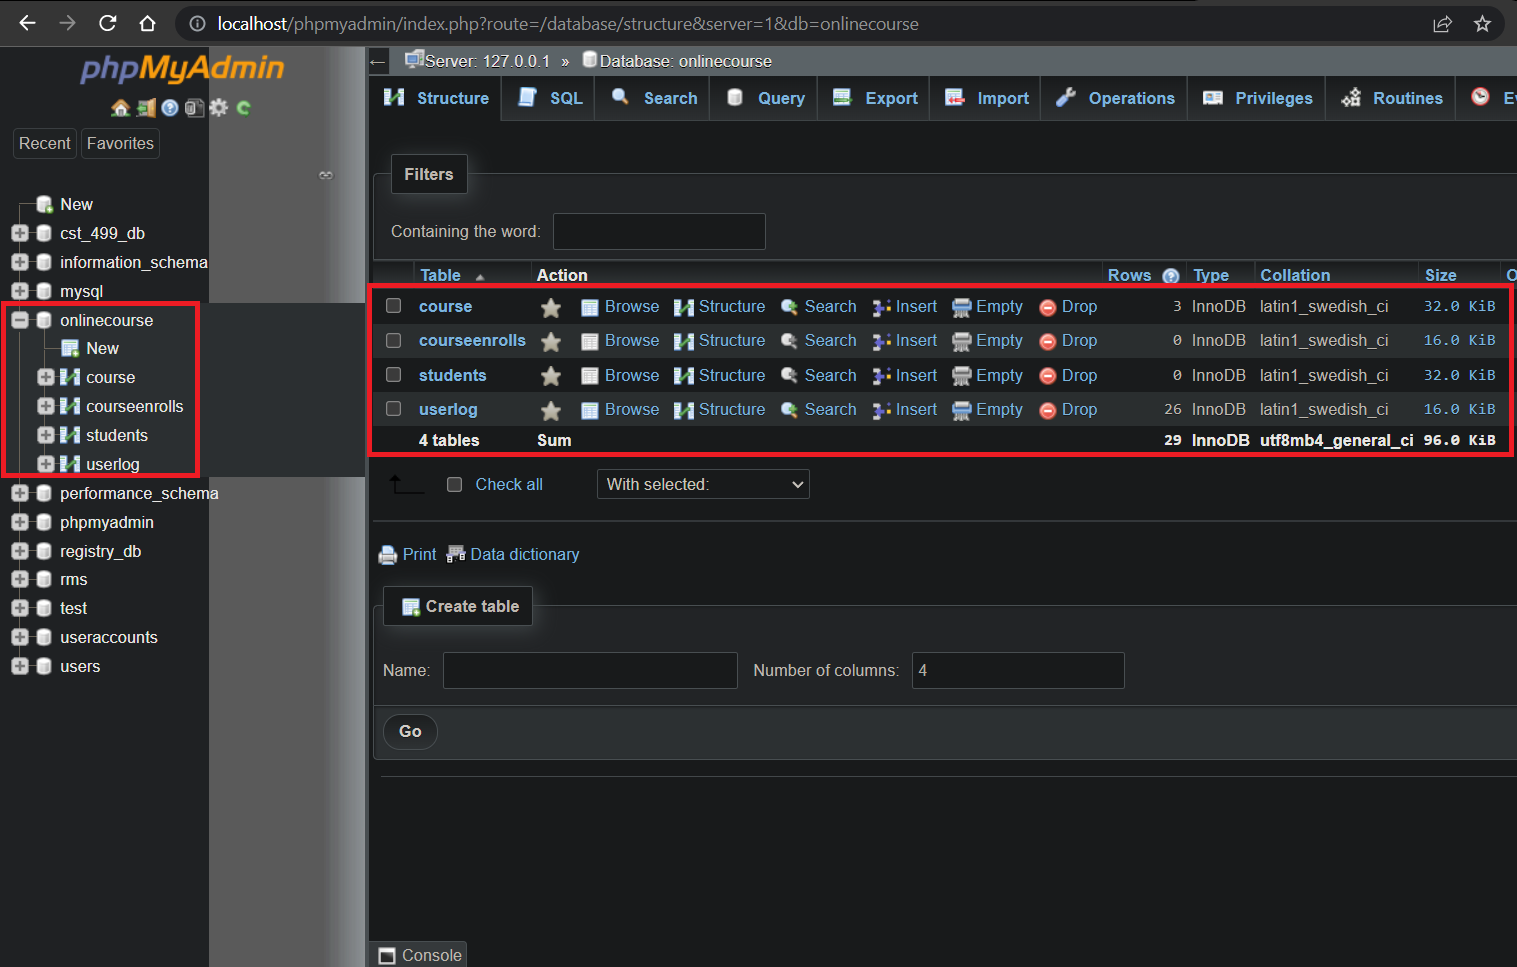 localhost/phpmyadmin/index.php?route=/database/structure&server=1&db=onlinecourse
phpMyAdmin
Recent Favorites
New
cst_499_db
information_schema
mysql
onlinecourse
New
course
courseenrolls
students
userlog
performance_schema
phpmyadmin
registry_db
rms
test
useraccounts
users
Server: 127.0.0.1 » Database: onlinecourse
Structure SQL Search Query Export Import Operations Privileges Routines
Filters
Containing the word:
Table Action Rows Type Collation Size
course Browse Structure Search Insert Empty Drop 3 InnoDB latin1_swedish_ci 32.0 KiB
courseenrolls Browse Structure Search Insert Empty Drop 0 InnoDB latin1_swedish_ci 16.0 KiB
students Browse Structure Search Insert Empty Drop 0 InnoDB latin1_swedish_ci 32.0 KiB
userlog Browse Structure Search Insert Empty Drop 26 InnoDB latin1_swedish_ci 16.0 KiB
4 tables Sum 29 InnoDB utf8mb4_general_ci 96.0 KiB
Check all With selected:
Print Data dictionary
Create table
Name: Number of columns: 4
Go
Console